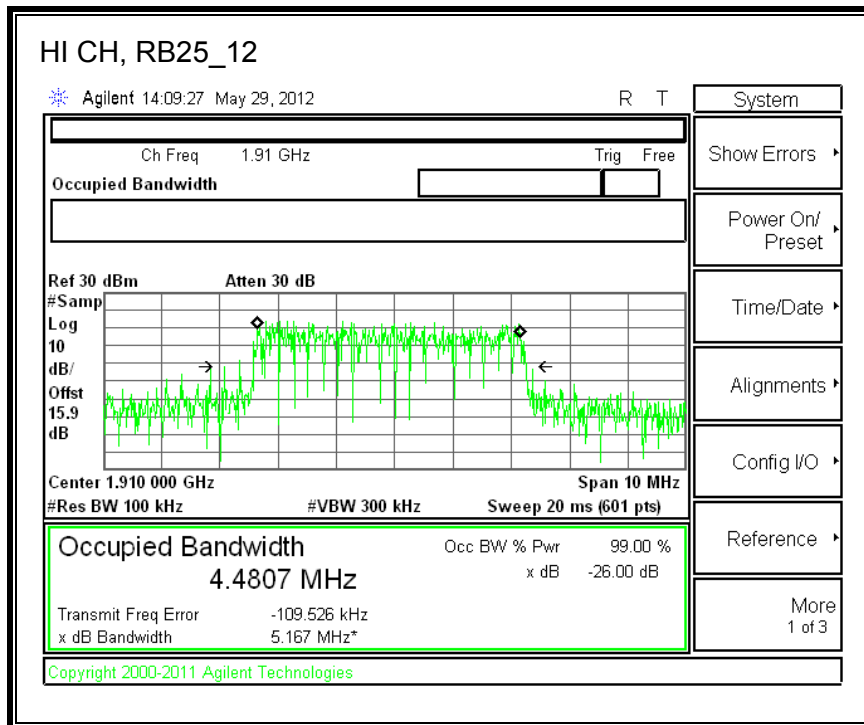 HI CH, RB25_12
Agilent 14:09:27 May 29, 2012 R T
System
Ch Freq 1.91 GHz Trig Free
Occupied Bandwidth
Show Errors
Power On/
Preset
Time/Date
Alignments
Config I/O
Reference
More
1 of 3
Ref 30 dBm Atten 30 dB
#Samp
Log
10
dB/
Offst
15.9
dB
Center 1.910 000 GHz Span 10 MHz
#Res BW 100 kHz #VBW 300 kHz Sweep 20 ms (601 pts)
Occupied Bandwidth Occ BW % Pwr 99.00 %
4.4807 MHz x dB -26.00 dB
Transmit Freq Error -109.526 kHz
x dB Bandwidth 5.167 MHz*
Copyright 2000-2011 Agilent Technologies